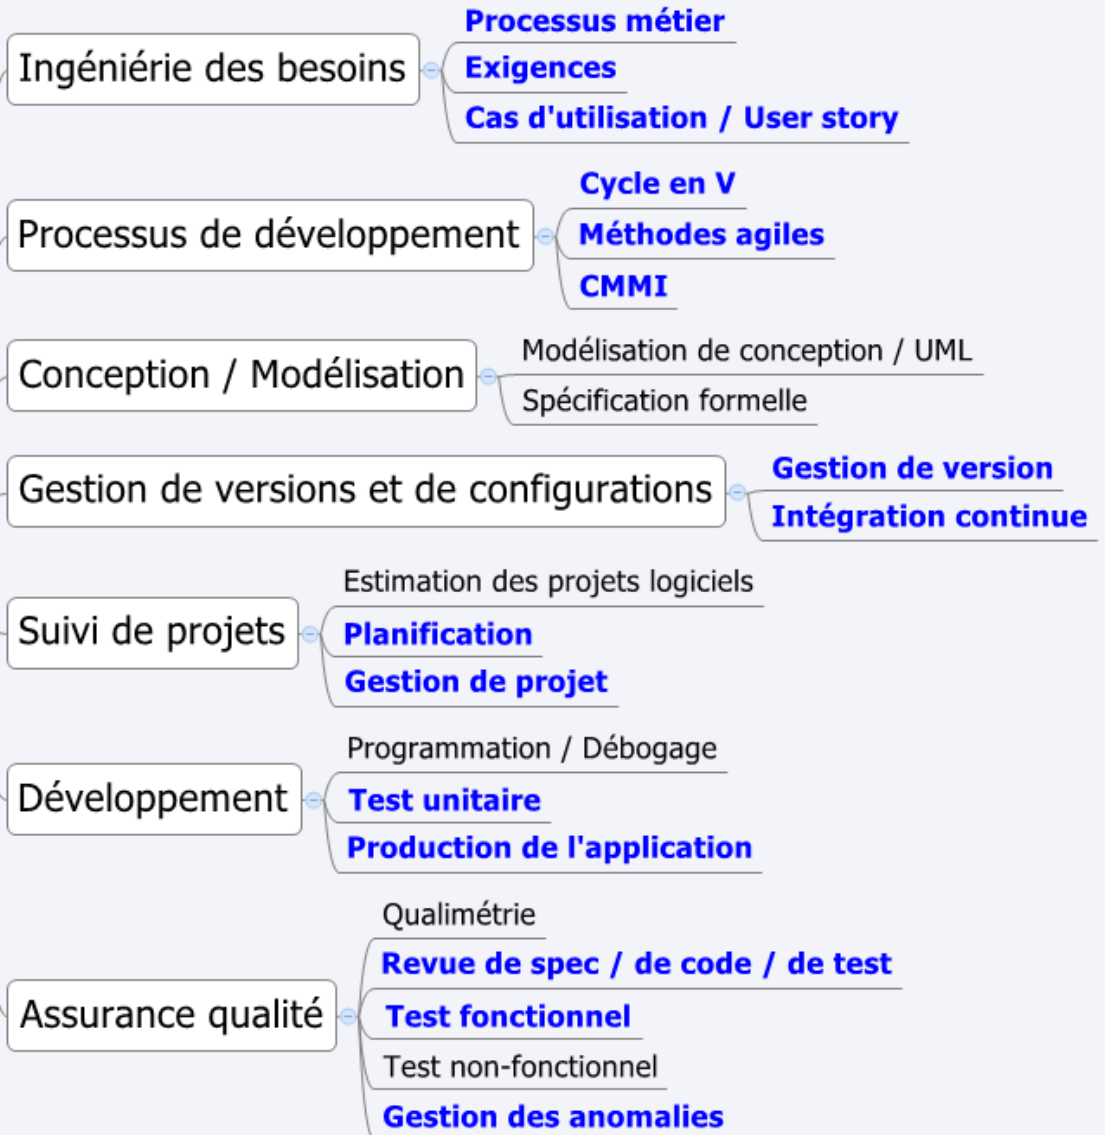 Ingéniérie des besoins
Processus métier
Exigences
Cas d'utilisation / User story
Processus de développement
Cycle en V
Méthodes agiles
CMMI
Conception / Modélisation
Modélisation de conception / UML
Spécification formelle
Gestion de versions et de configurations
Gestion de version
Intégration continue
Suivi de projets
Estimation des projets logiciels
Planification
Gestion de projet
Développement
Programmation / Débogage
Test unitaire
Production de l'application
Assurance qualité
Qualimétrie
Revue de spec / de code / de test
Test fonctionnel
Test non-fonctionnel
Gestion des anomalies